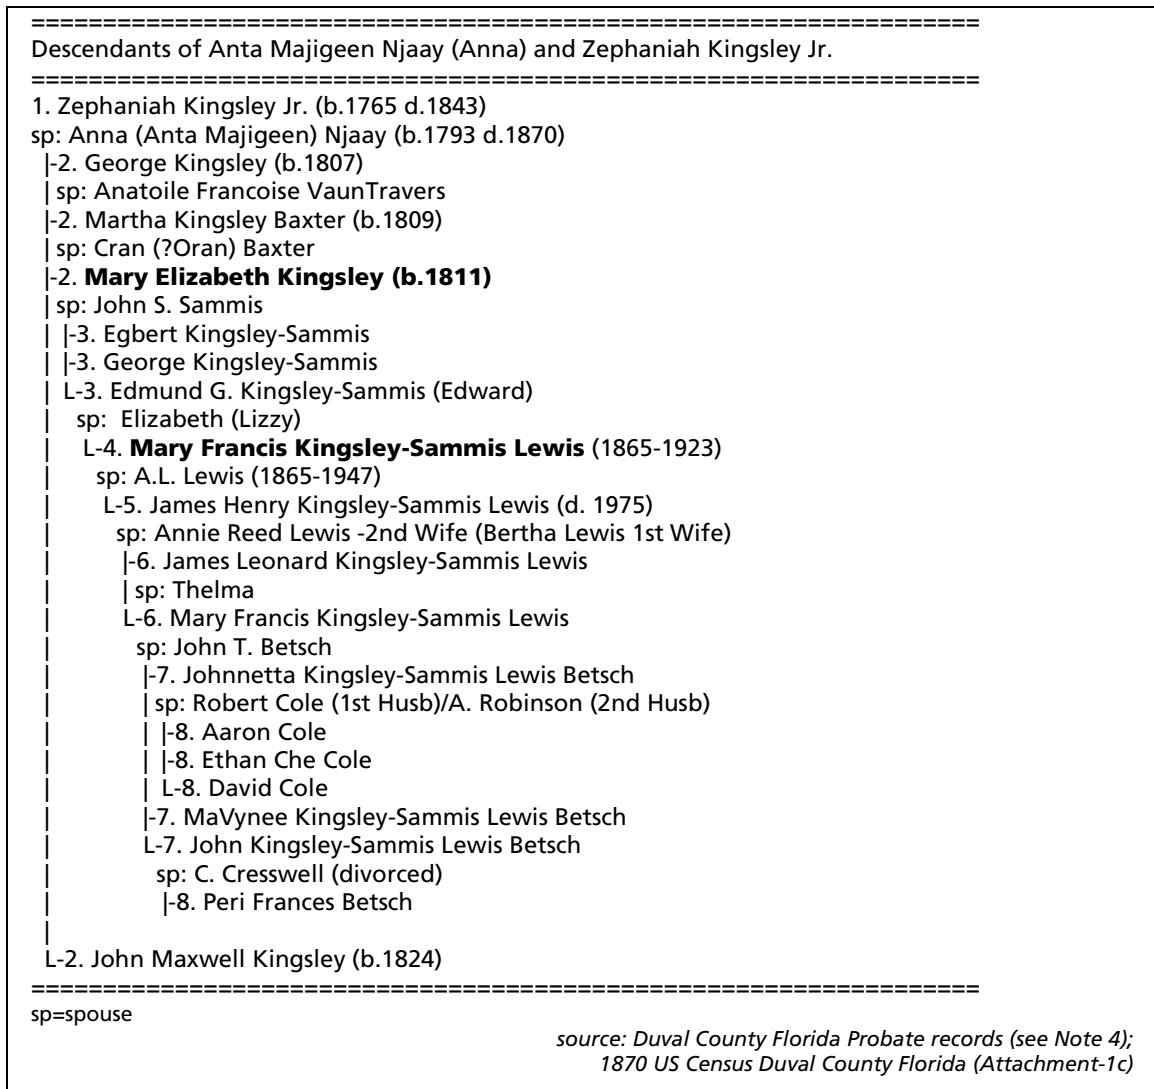 ==================================================================
Descendants of Anta Majigeen Njaay (Anna) and Zephaniah Kingsley Jr.
==================================================================
1. Zephaniah Kingsley Jr. (b.1765 d.1843)
sp: Anna (Anta Majigeen) Njaay (b.1793 d.1870)
|-2. George Kingsley (b.1807)
| sp: Anatoile Francoise VaunTravers
|-2. Martha Kingsley Baxter (b.1809)
| sp: Cran (?Oran) Baxter
|-2. Mary Elizabeth Kingsley (b.1811)
| sp: John S. Sammis
| |-3. Egbert Kingsley-Sammis
| |-3. George Kingsley-Sammis
| L-3. Edmund G. Kingsley-Sammis (Edward)
| sp: Elizabeth (Lizzy)
| L-4. Mary Francis Kingsley-Sammis Lewis (1865-1923)
| sp: A.L. Lewis (1865-1947)
| L-5. James Henry Kingsley-Sammis Lewis (d. 1975)
| sp: Annie Reed Lewis -2nd Wife (Bertha Lewis 1st Wife)
| |-6. James Leonard Kingsley-Sammis Lewis
| | sp: Thelma
| L-6. Mary Francis Kingsley-Sammis Lewis
| sp: John T. Betsch
| |-7. Johnnetta Kingsley-Sammis Lewis Betsch
| | sp: Robert Cole (1st Husb)/A. Robinson (2nd Husb)
| | |-8. Aaron Cole
| | |-8. Ethan Che Cole
| | L-8. David Cole
| |-7. MaVynee Kingsley-Sammis Lewis Betsch
| L-7. John Kingsley-Sammis Lewis Betsch
| sp: C. Cresswell (divorced)
| |-8. Peri Frances Betsch
|
L-2. John Maxwell Kingsley (b.1824)
==================================================================
sp=spouse
source: Duval County Florida Probate records (see Note 4);
1870 US Census Duval County Florida (Attachment-1c)